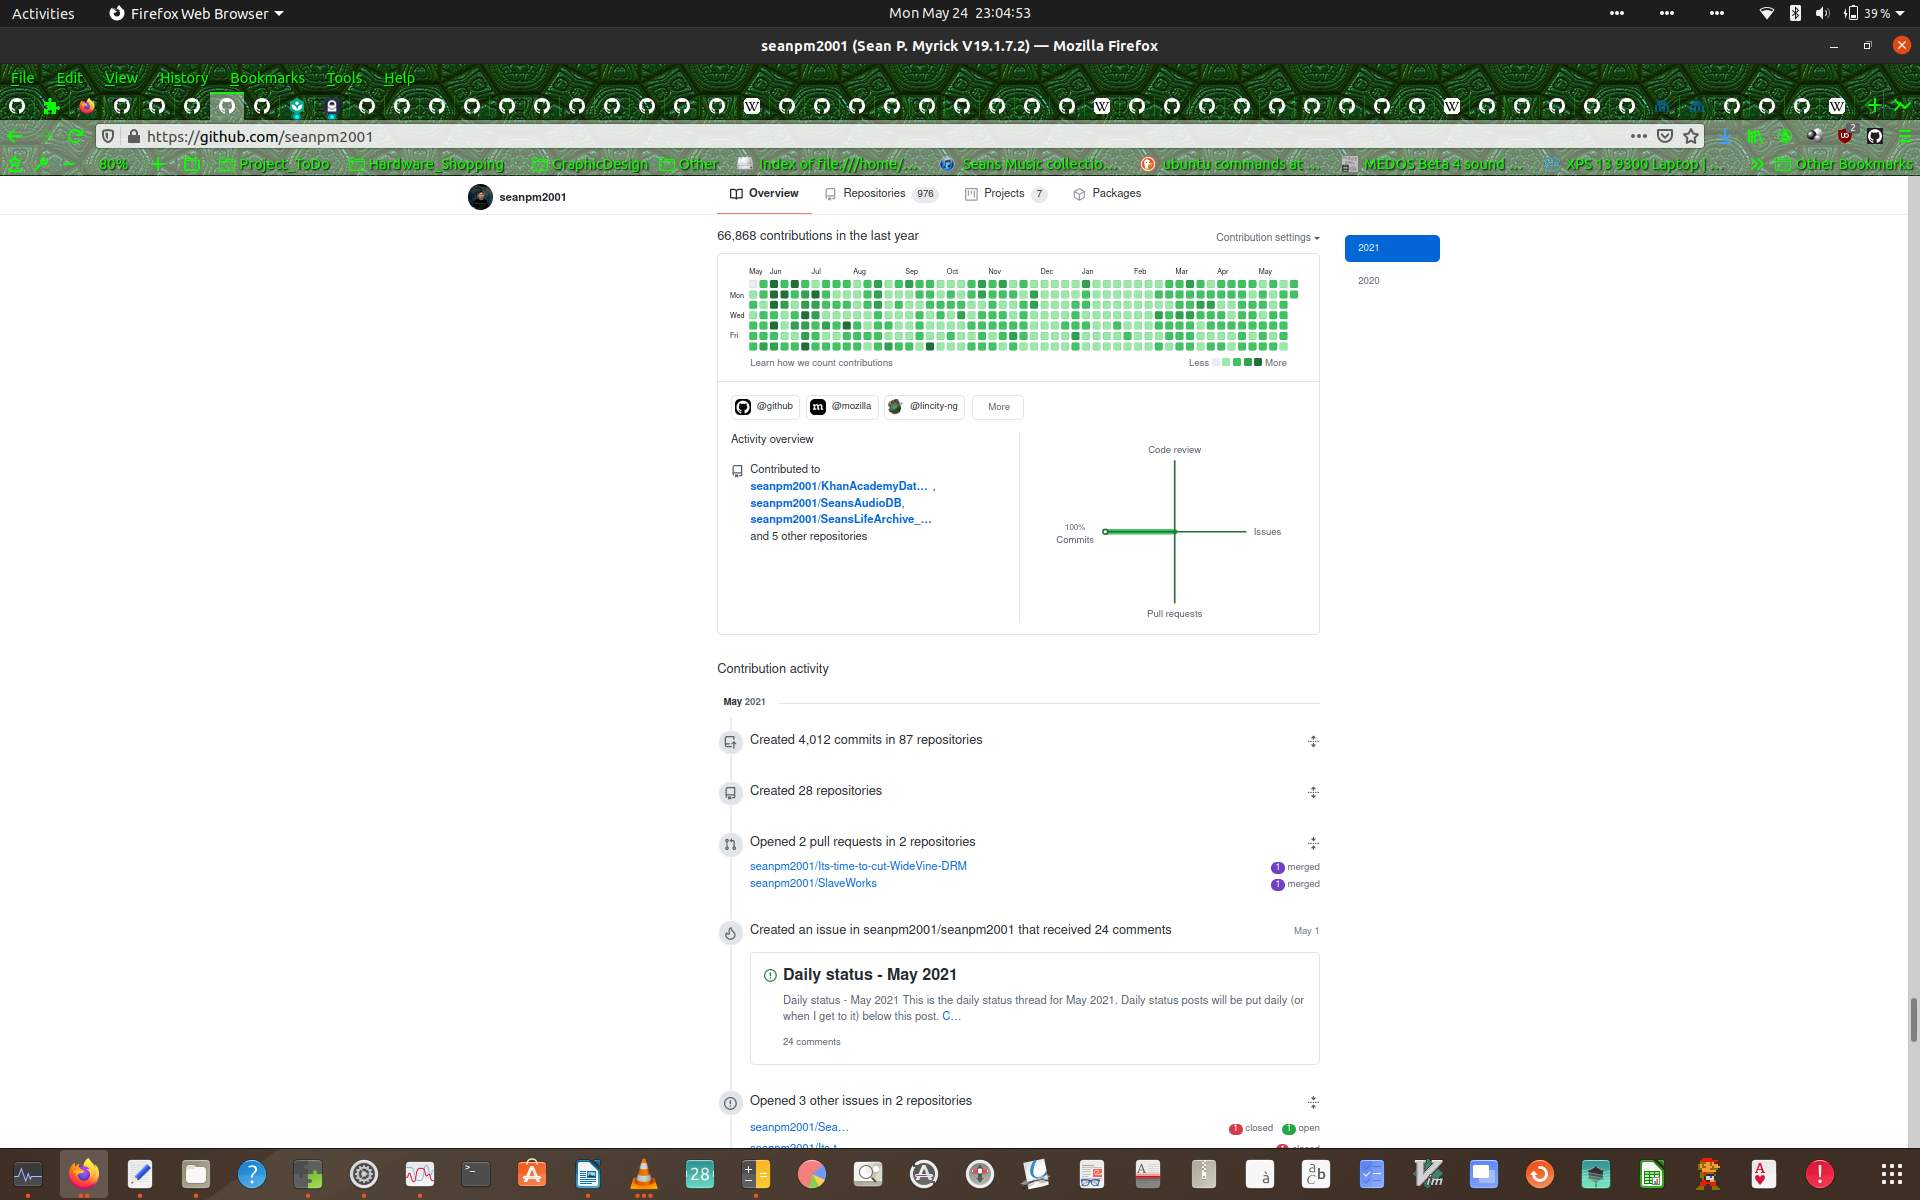 Activities
Firefox Web Browser
Mon May 24 23:04:53
39 %
seanpm2001 (Sean P. Myrick V19.1.7.2) — Mozilla Firefox
File Edit View History Bookmarks Tools Help
https://github.com/seanpm2001
2
80%
Project_ToDo
Hardware_Shopping
GraphicDesign
Other
Index of file:///home/...
Seans Music collectio...
ubuntu commands at ...
MEDOS Beta 4 sound ...
XPS 13 9300 Laptop | ...
Other Bookmarks
seanpm2001
Overview
Repositories 976
Projects 7
Packages
66,868 contributions in the last year
Contribution settings
2021
2020
May Jun Jul Aug Sep Oct Nov Dec Jan Feb Mar Apr May
Mon
Wed
Fri
Learn how we count contributions
Less More
@github
@mozilla
@lincity-ng
More
Activity overview
Contributed to
seanpm2001/KhanAcademyDat… ,
seanpm2001/SeansAudioDB,
seanpm2001/SeansLifeArchive_…
and 5 other repositories
Code review
100%
Commits
Issues
Pull requests
Contribution activity
May 2021
Created 4,012 commits in 87 repositories
Created 28 repositories
Opened 2 pull requests in 2 repositories
seanpm2001/Its-time-to-cut-WideVine-DRM
1 merged
seanpm2001/SlaveWorks
1 merged
Created an issue in seanpm2001/seanpm2001 that received 24 comments
May 1
Daily status - May 2021
Daily status - May 2021 This is the daily status thread for May 2021. Daily status posts will be put daily (or
when I get to it) below this post. C…
24 comments
Opened 3 other issues in 2 repositories
seanpm2001/Sea…
1 closed 1 open
28